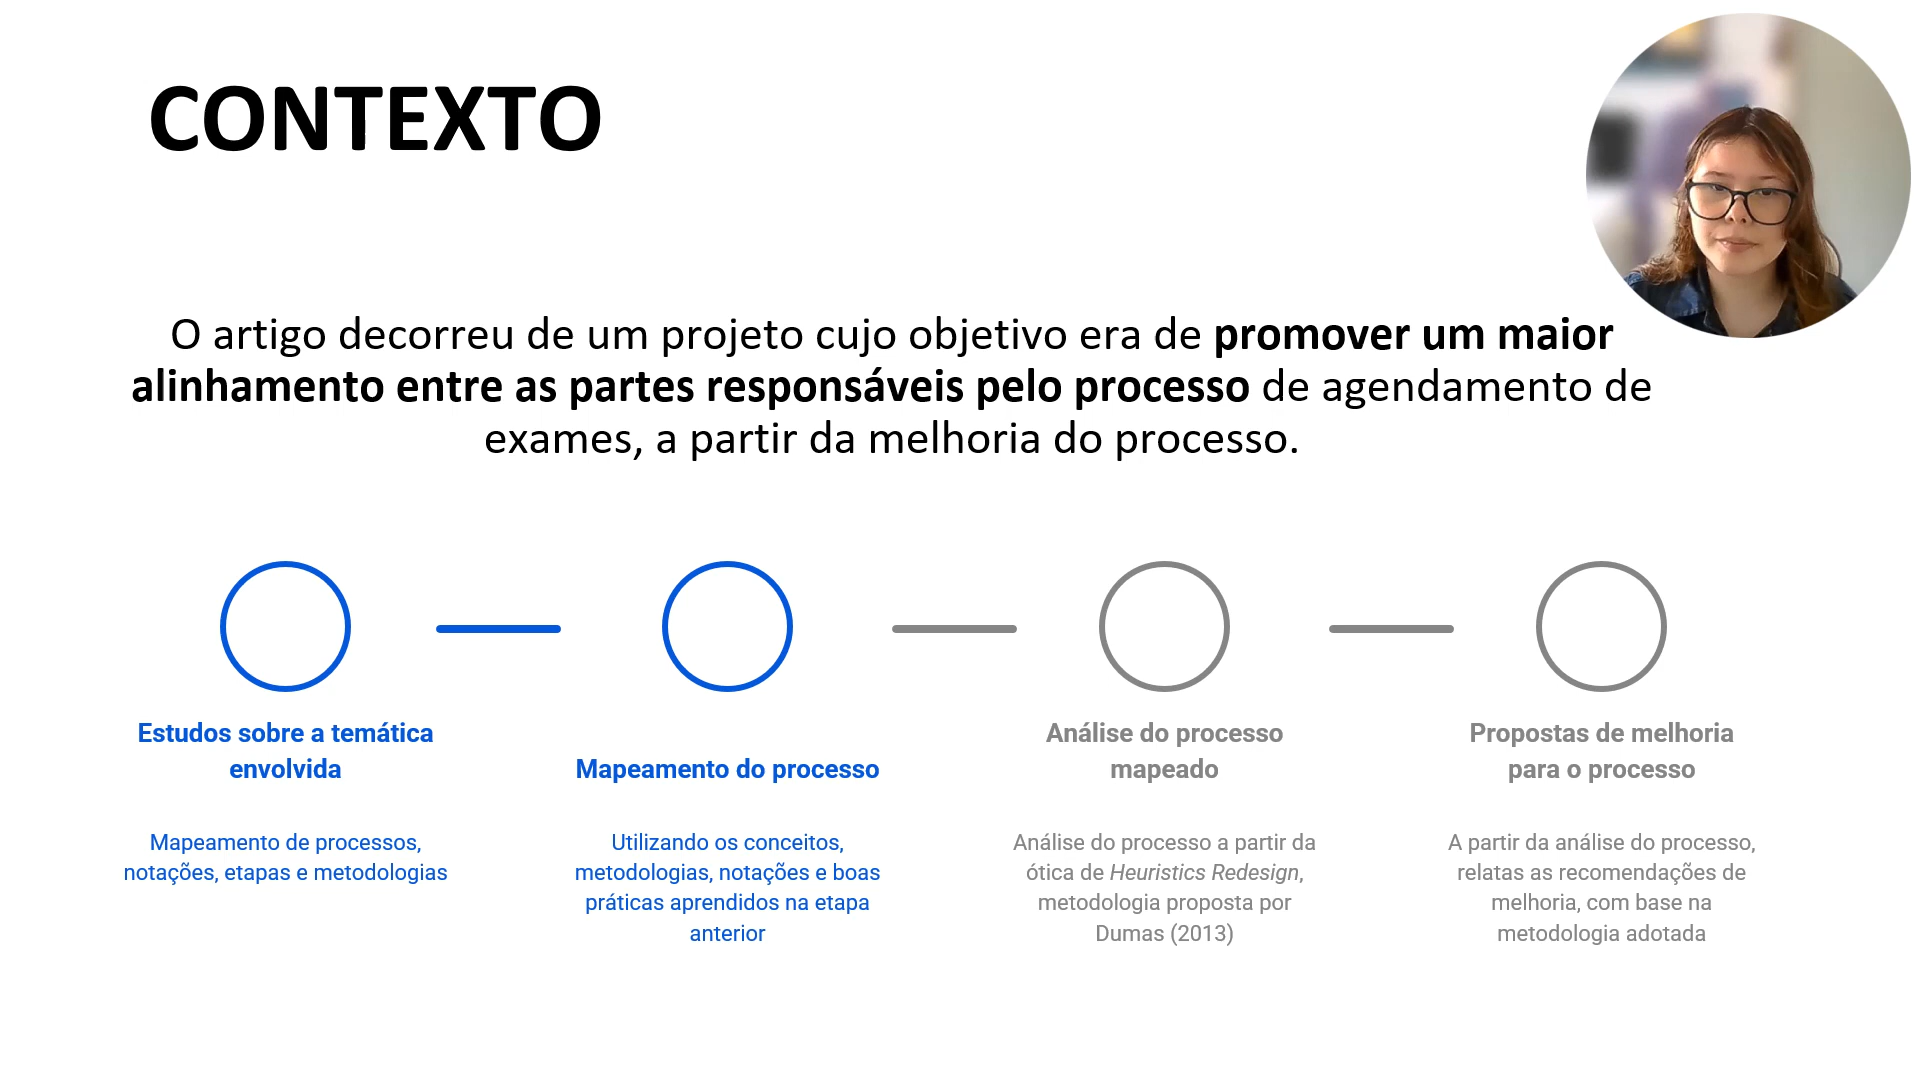 CONTEXTO
O artigo decorreu de um projeto cujo objetivo era de promover um maior
alinhamento entre as partes responsáveis pelo processo de agendamento de
exames, a partir da melhoria do processo.
Estudos sobre a temática
envolvida
Mapeamento de processos,
notações, etapas e metodologias
Mapeamento do processo
Utilizando os conceitos,
metodologias, notações e boas
práticas aprendidos na etapa
anterior
Análise do processo
mapeado
Análise do processo a partir da
ótica de Heuristics Redesign,
metodologia proposta por
Dumas (2013)
Propostas de melhoria
para o processo
A partir da análise do processo,
relatas as recomendações de
melhoria, com base na
metodologia adotada